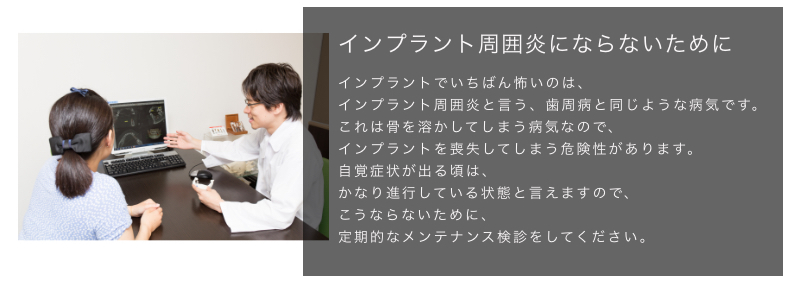 インプラント周囲炎にならないために
インプラントでいちばん怖いのは、
インプラント周囲炎と言う、歯周病と同じような病気です。
これは骨を溶かしてしまう病気なので、
インプラントを喪失してしまう危険性があります。
自覚症状が出る頃は、
かなり進行している状態と言えますので、
こうならないために、
定期的なメンテナンス検診をしてください。